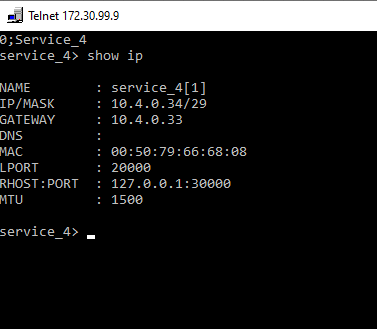 Telnet 172.30.99.9
0;Service_4
service_4> show ip
NAME : service_4[1]
IP/MASK : 10.4.0.34/29
GATEWAY : 10.4.0.33
DNS :
MAC : 00:50:79:66:68:08
LPORT : 20000
RHOST:PORT : 127.0.0.1:30000
MTU : 1500
service_4>